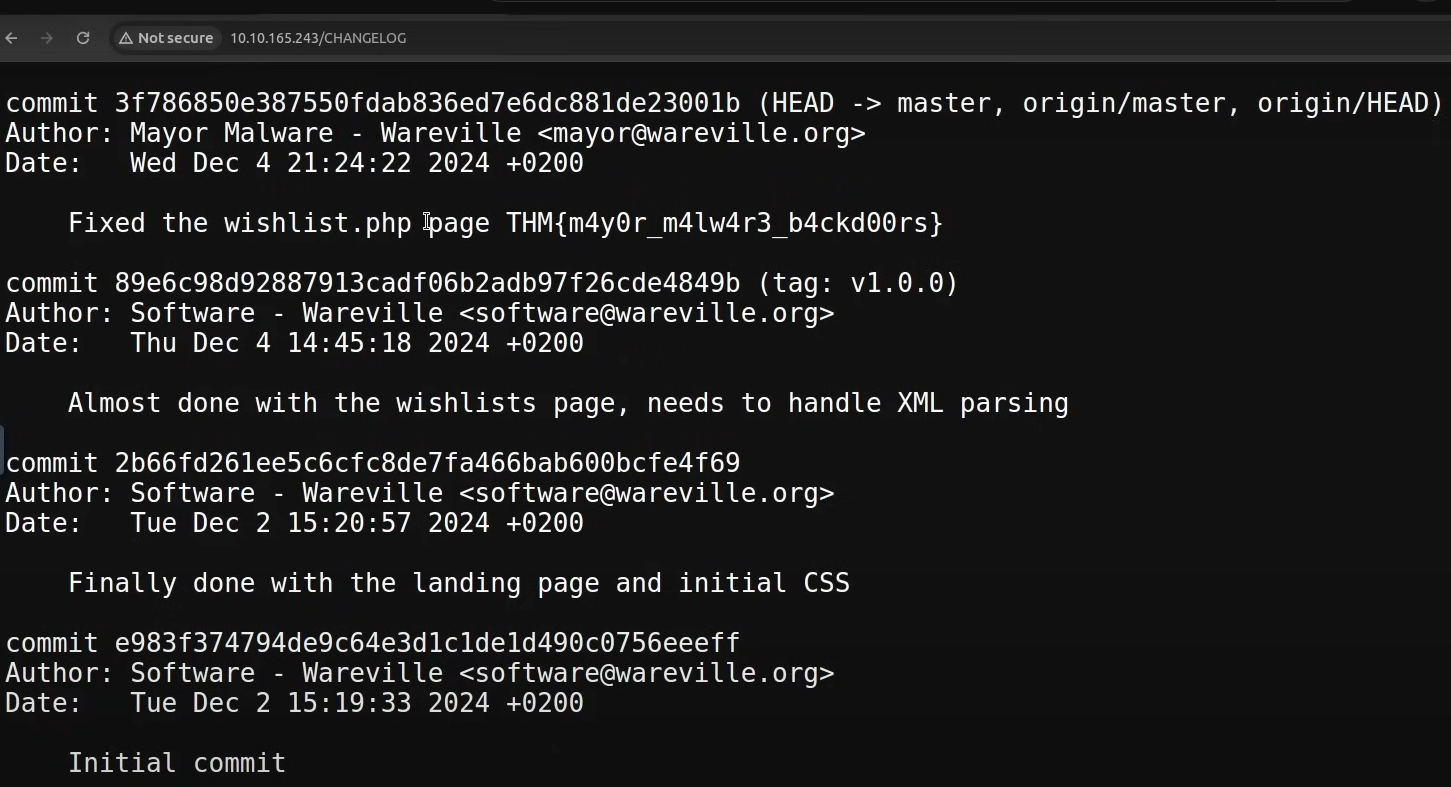 Not secure 10.10.165.243/CHANGELOG
commit 3f786850e387550fdab836ed7e6dc881de23001b (HEAD -> master, origin/master, origin/HEAD)
Author: Mayor Malware - Wareville <mayor@wareville.org>
Date:   Wed Dec 4 21:24:22 2024 +0200
    Fixed the wishlist.php page THM{m4y0r_m4lw4r3_b4ckd00rs}
commit 89e6c98d92887913cadf06b2adb97f26cde4849b (tag: v1.0.0)
Author: Software - Wareville <software@wareville.org>
Date:   Thu Dec 4 14:45:18 2024 +0200
    Almost done with the wishlists page, needs to handle XML parsing
commit 2b66fd261ee5c6cfc8de7fa466bab600bcfe4f69
Author: Software - Wareville <software@wareville.org>
Date:   Tue Dec 2 15:20:57 2024 +0200
    Finally done with the landing page and initial CSS
commit e983f374794de9c64e3d1c1de1d490c0756eeeff
Author: Software - Wareville <software@wareville.org>
Date:   Tue Dec 2 15:19:33 2024 +0200
    Initial commit